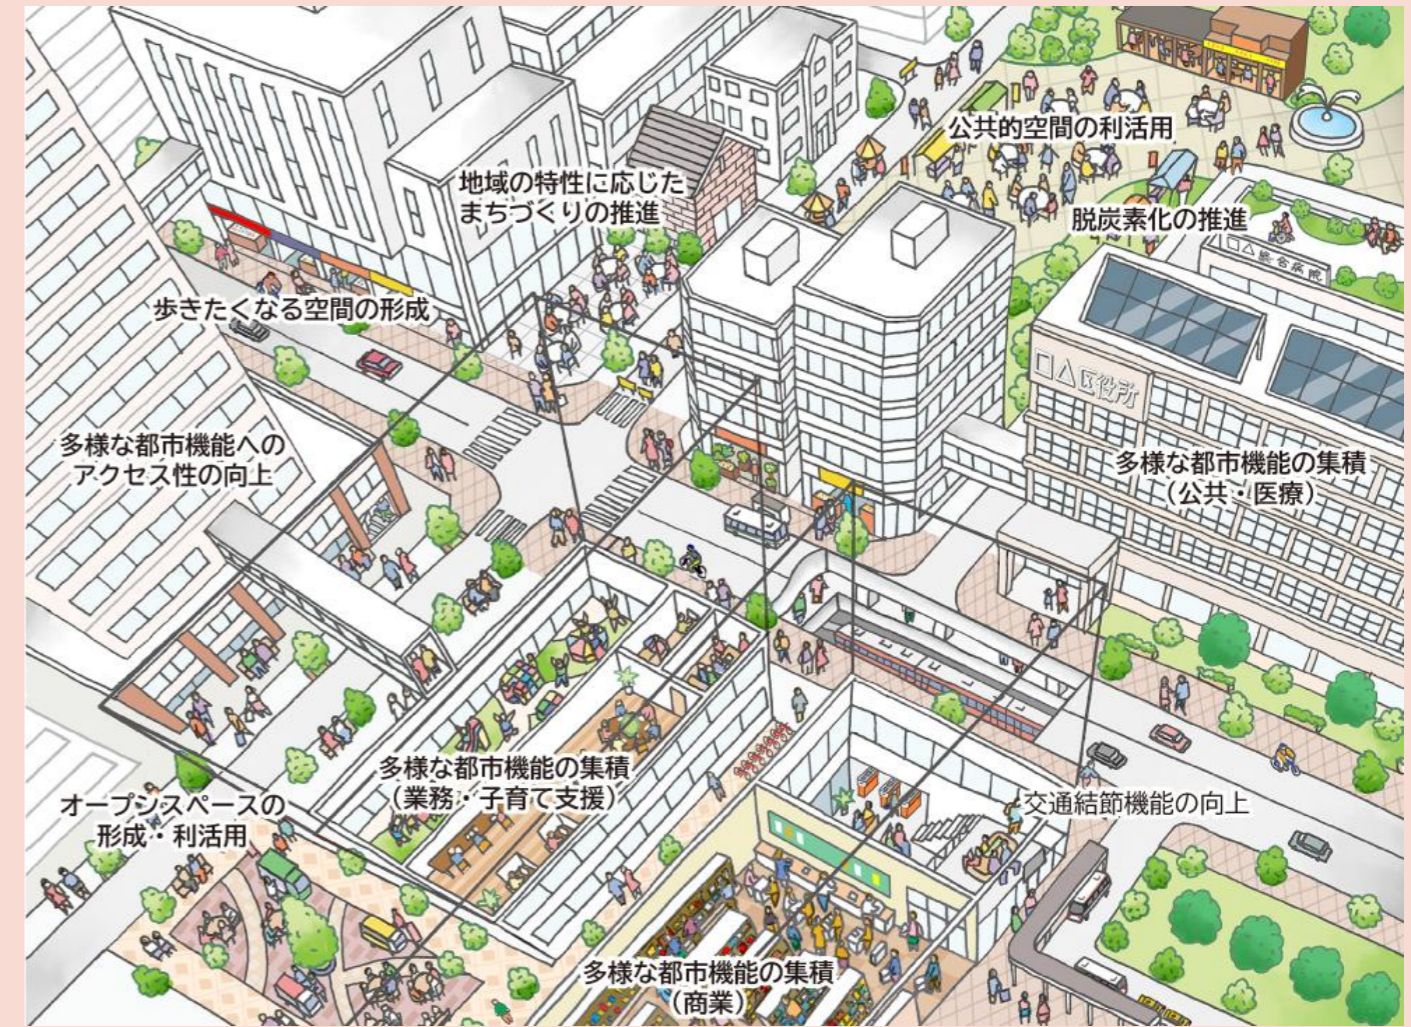 公共的空間の利活用
地域の特性に応じた
まちづくりの推進
脱炭素化の推進
□△総合病院
歩きたくなる空間の形成
□△区役所
多様な都市機能への
アクセス性の向上
多様な都市機能の集積
（公共・医療）
多様な都市機能の集積
（業務・子育て支援）
オープンスペースの
形成・利活用
交通結節機能の向上
多様な都市機能の集積
（商業）